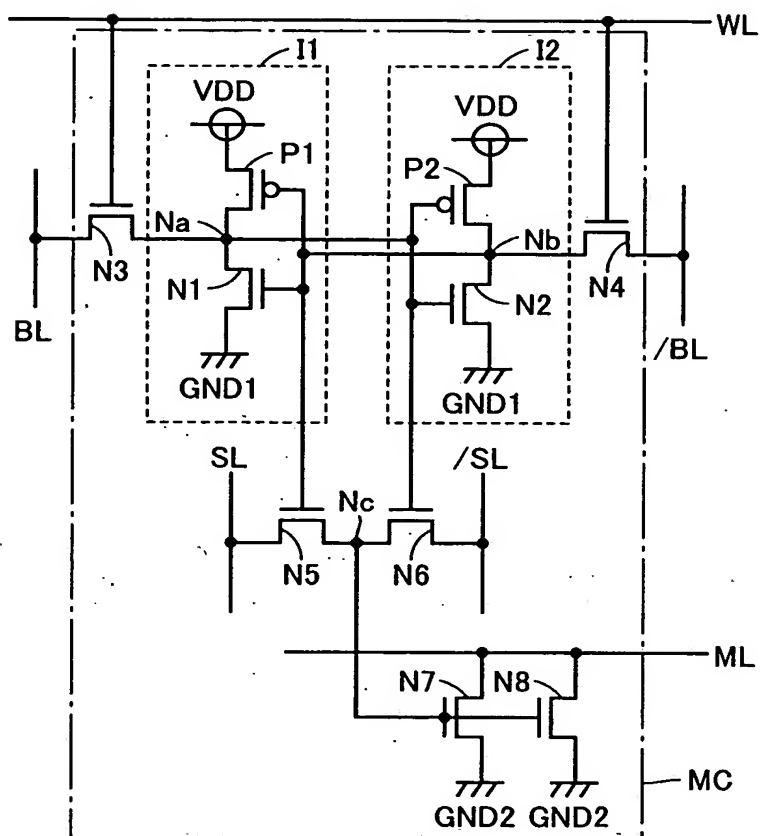 WL
I1
I2
VDD
VDD
P1
P2
Na
Nb
N3
N1
N2
N4
BL
/BL
GND1
GND1
SL
/SL
Nc
N5
N6
ML
N7
N8
MC
GND2
GND2